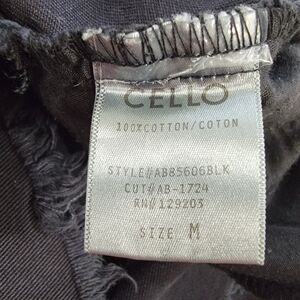 CELLO
100%COTTON/COTON
STYLE#AB85606BLK
CUT#AB-1724
RN#129203
SIZE M